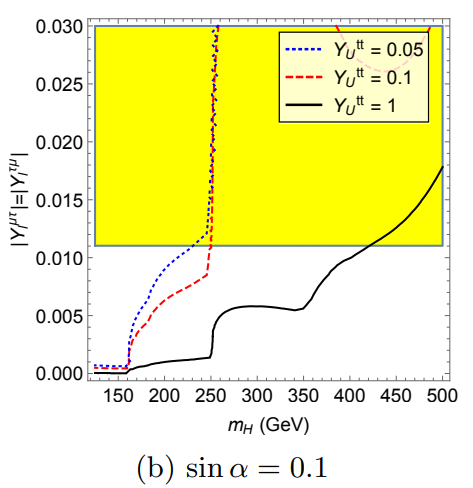 0.030
0.025
0.020
0.015
0.010
0.005
0.000
|Y_l^{μτ}|=|Y_l^{τμ}|
Y_U^{tt} = 0.05
Y_U^{tt} = 0.1
Y_U^{tt} = 1
150 200 250 300 350 400 450 500
m_H (GeV)
(b) sin α = 0.1